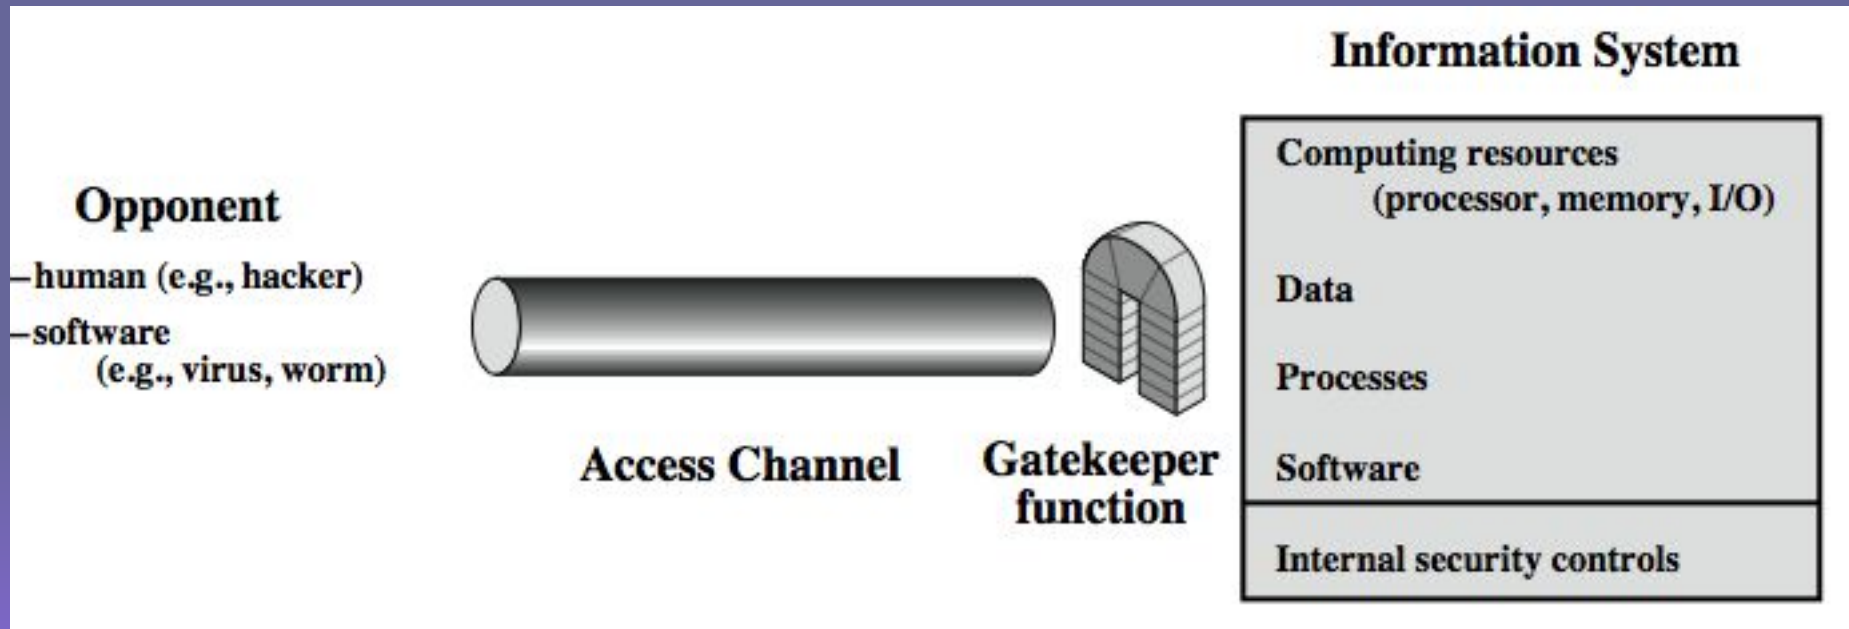 Information System
Opponent
–human (e.g., hacker)
–software
(e.g., virus, worm)
Access Channel
Gatekeeper
function
Computing resources
(processor, memory, I/O)
Data
Processes
Software
Internal security controls